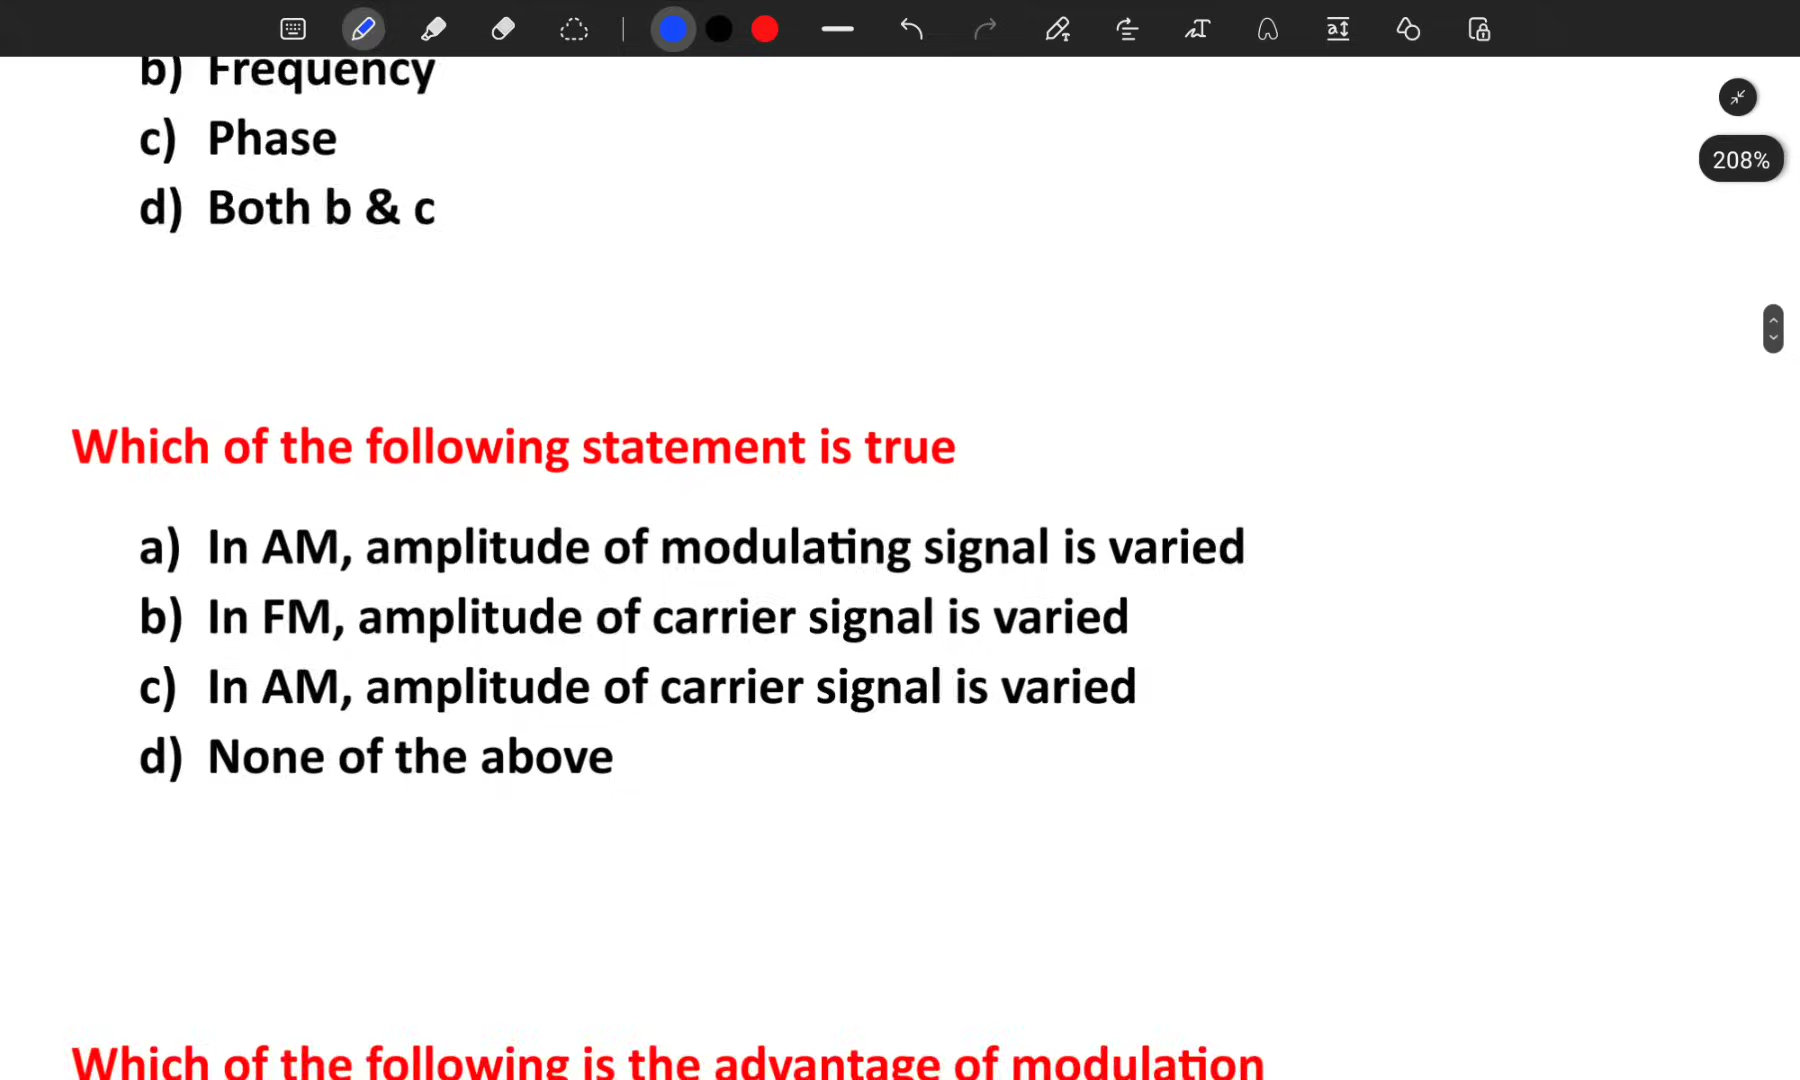 b) Frequency
c) Phase
d) Both b & c
208%
Which of the following statement is true
a) In AM, amplitude of modulating signal is varied
b) In FM, amplitude of carrier signal is varied
c) In AM, amplitude of carrier signal is varied
d) None of the above
Which of the following is the advantage of modulation